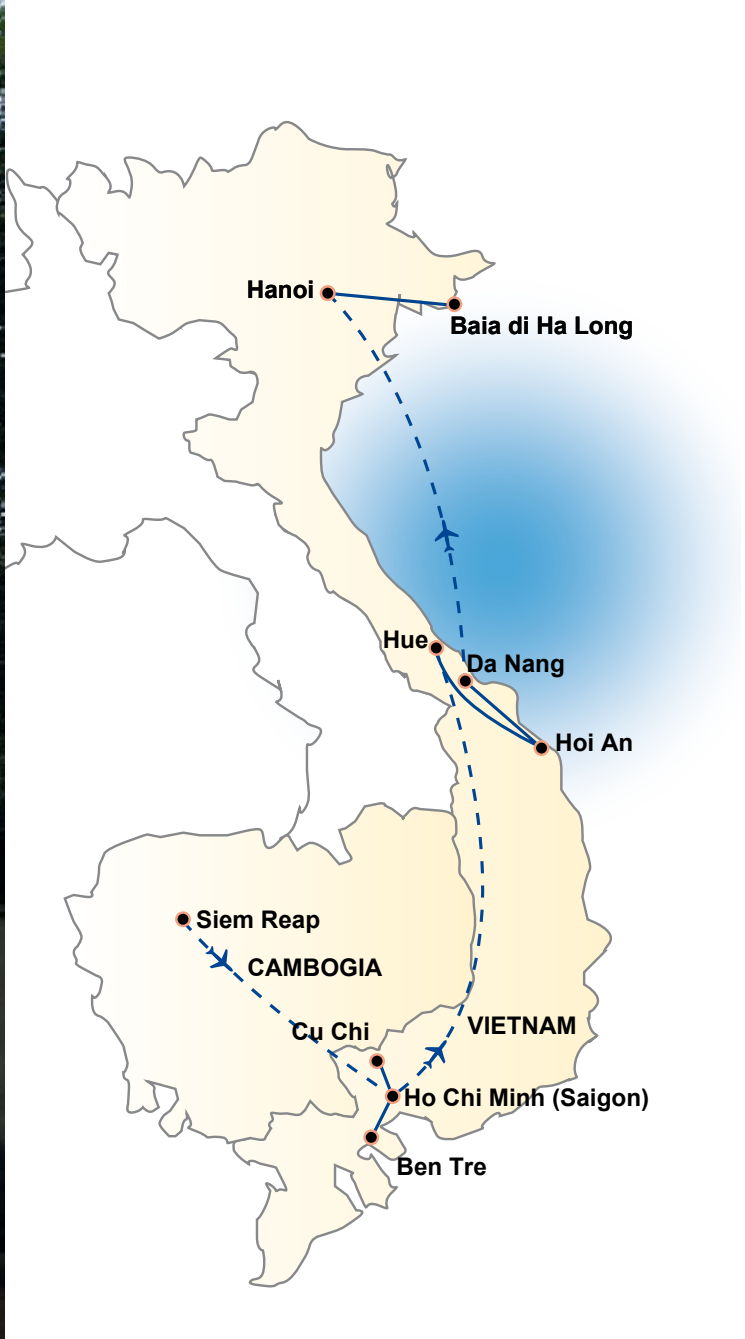 Hanoi
Baia di Ha Long
Hue
Da Nang
Hoi An
Siem Reap
CAMBOGIA
Cu Chi
VIETNAM
Ho Chi Minh (Saigon)
Ben Tre